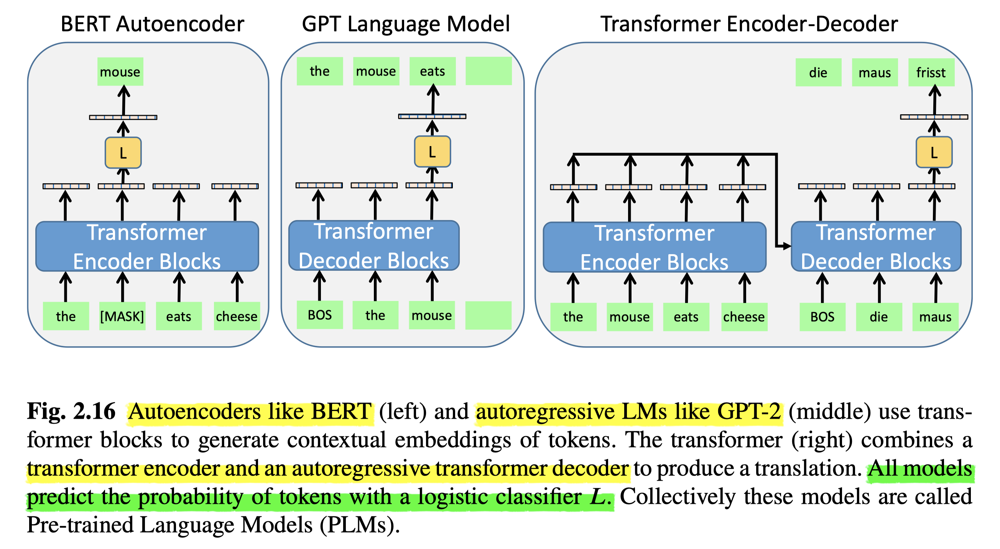 BERT Autoencoder
mouse
L
Transformer
Encoder Blocks
the [MASK] eats cheese
GPT Language Model
the mouse eats
L
Transformer
Decoder Blocks
BOS the mouse
Transformer Encoder-Decoder
die maus frisst
L
Transformer
Encoder Blocks
the mouse eats cheese
Transformer
Decoder Blocks
BOS die maus
Fig. 2.16 Autoencoders like BERT (left) and autoregressive LMs like GPT-2 (middle) use trans-
former blocks to generate contextual embeddings of tokens. The transformer (right) combines a
transformer encoder and an autoregressive transformer decoder to produce a translation. All models
predict the probability of tokens with a logistic classifier L. Collectively these models are called
Pre-trained Language Models (PLMs).